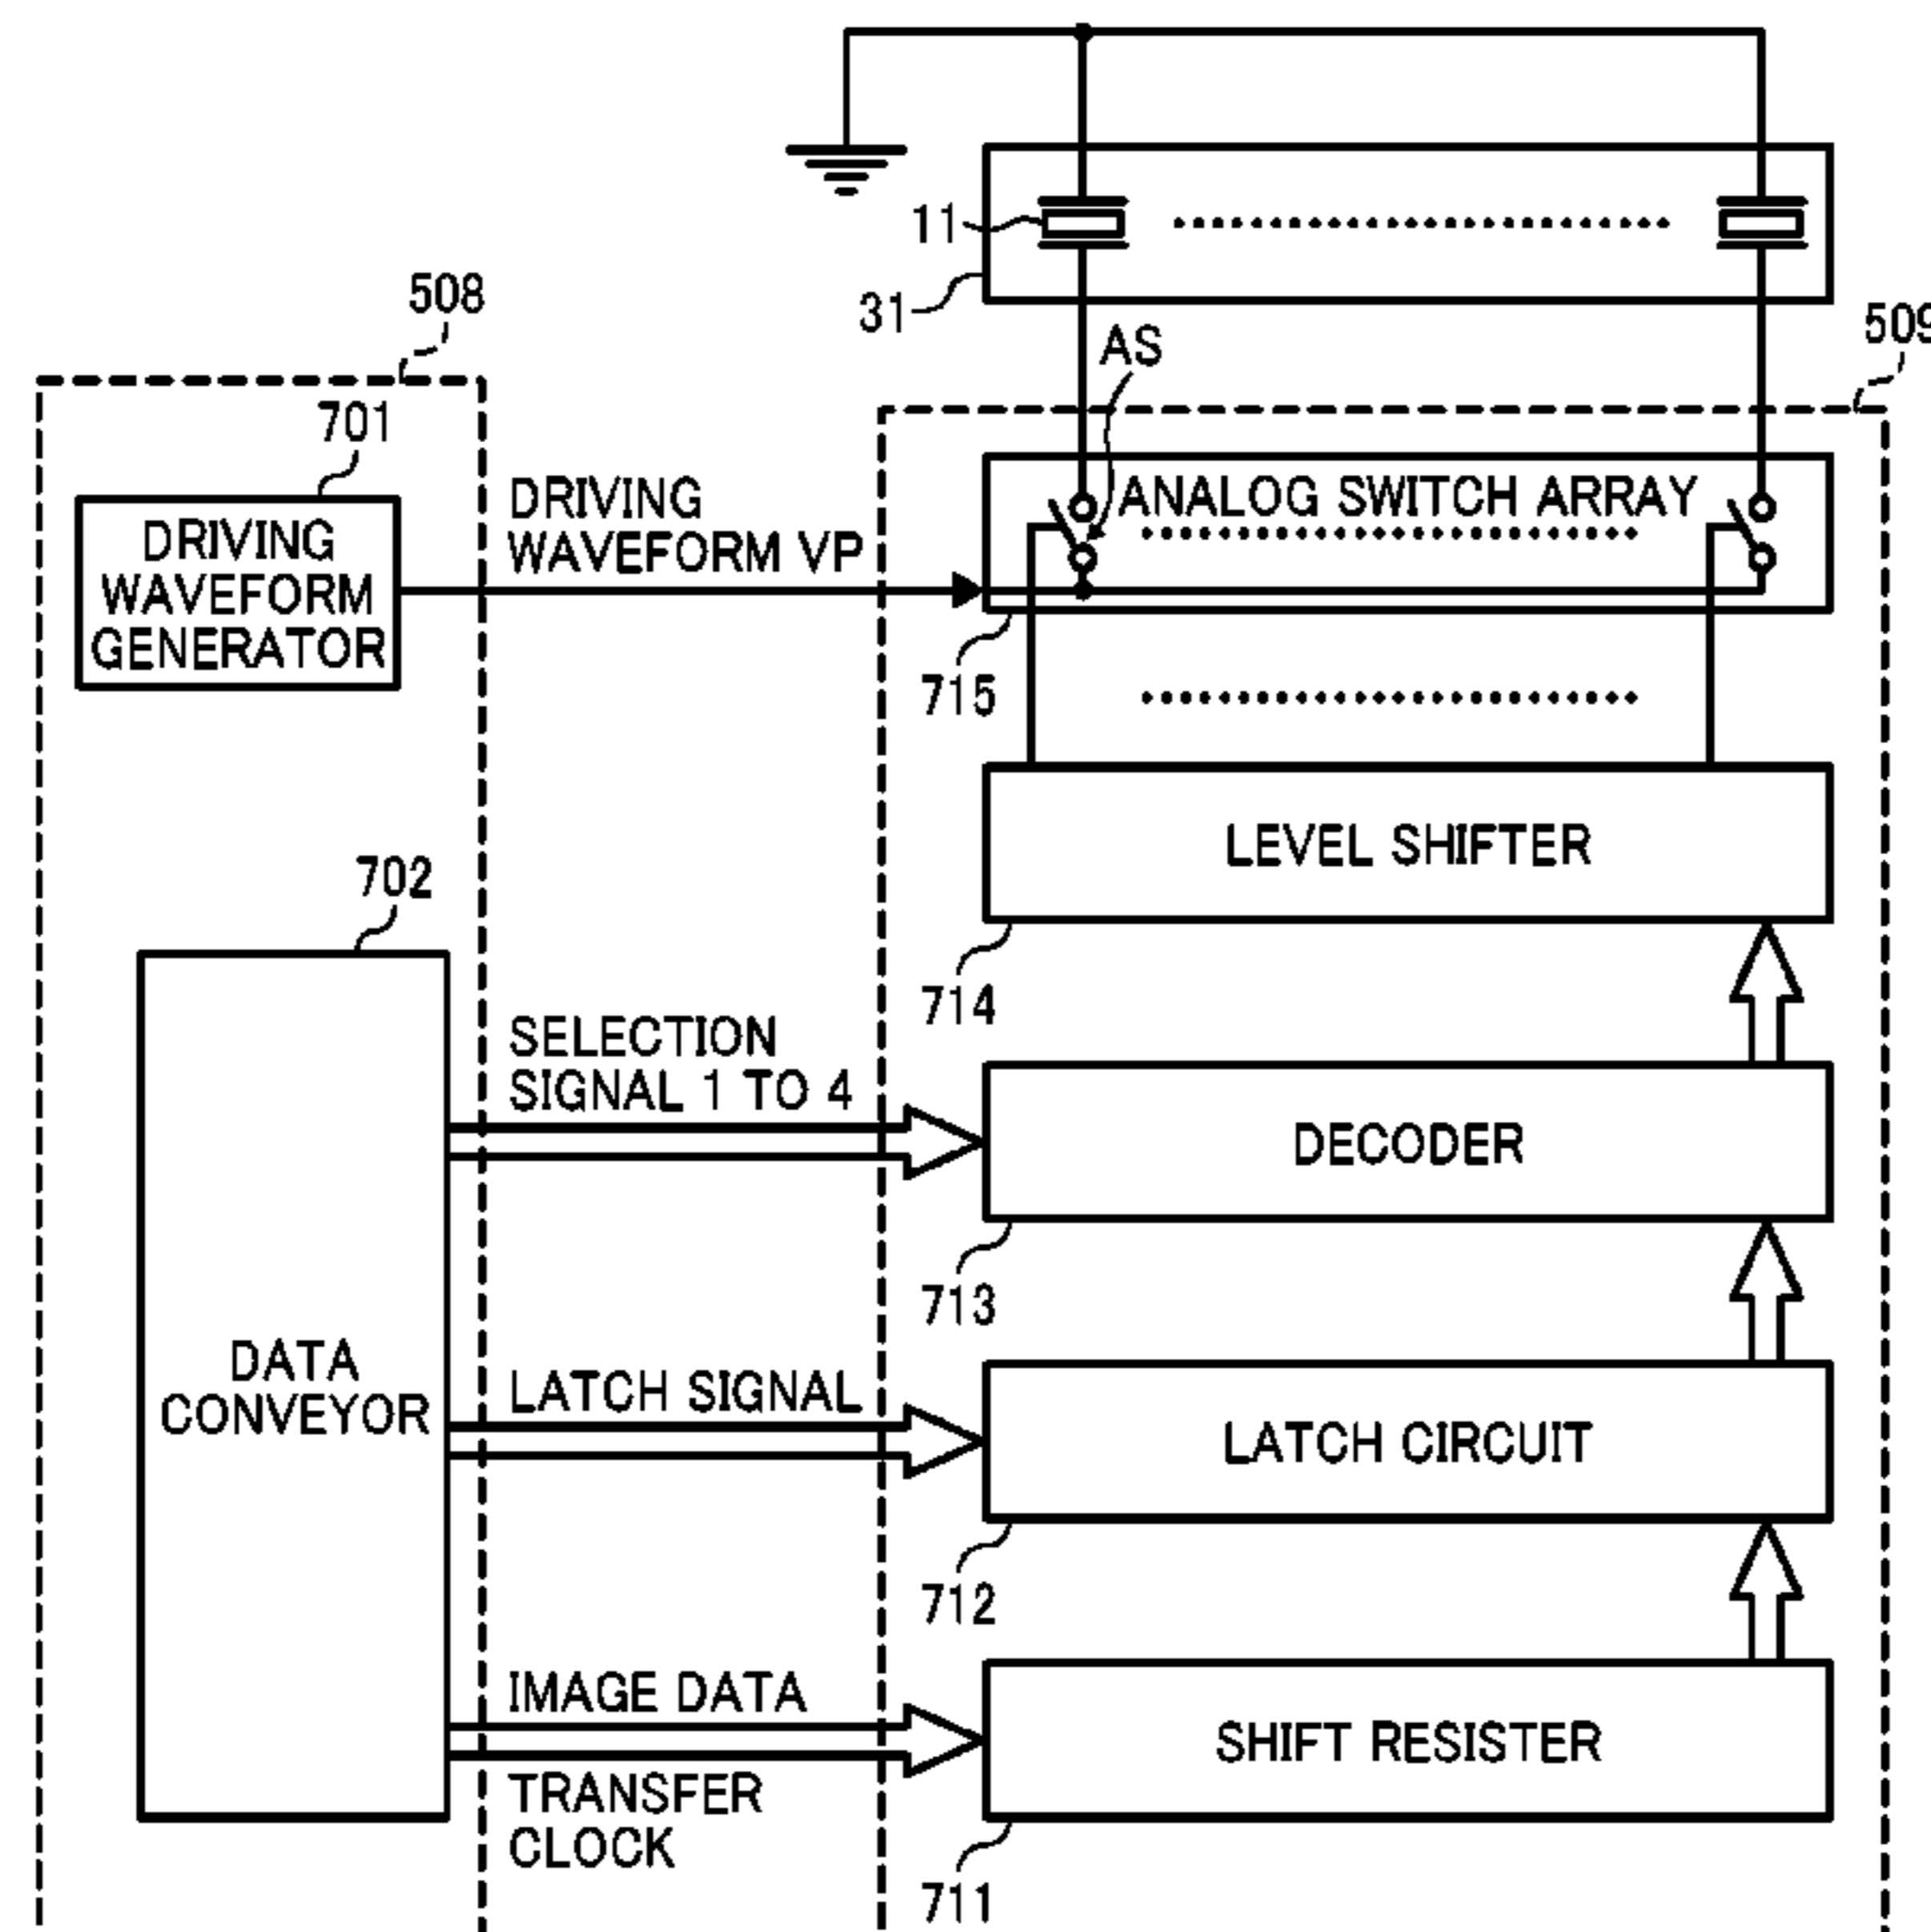 11
31
508
AS
509
701
DRIVING
WAVEFORM
GENERATOR
DRIVING
WAVEFORM VP
ANALOG SWITCH ARRAY
715
LEVEL SHIFTER
714
702
DATA
CONVEYOR
SELECTION
SIGNAL 1 TO 4
DECODER
713
LATCH SIGNAL
LATCH CIRCUIT
712
IMAGE DATA
TRANSFER
CLOCK
SHIFT RESISTER
711